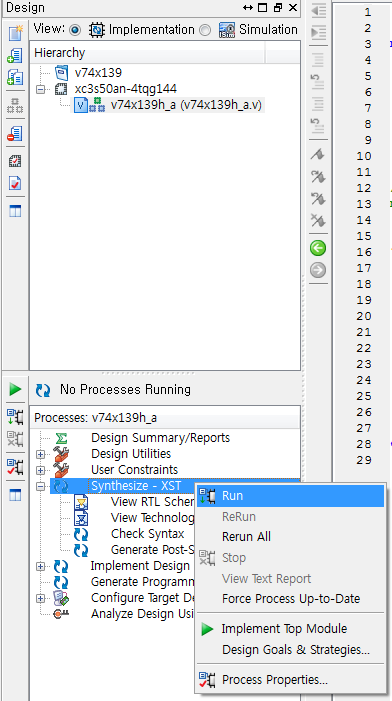 Design
View: Implementation Simulation
Hierarchy
v74x139
xc3s50an-4tqg144
v74x139h_a (v74x139h_a.v)
No Processes Running
Processes: v74x139h_a
Design Summary/Reports
Design Utilities
User Constraints
Synthesize - XST
View RTL Schem
View Technolog
Check Syntax
Generate Post-S
Implement Design
Generate Programm
Configure Target De
Analyze Design Usi
Run
ReRun
Rerun All
Stop
View Text Report
Force Process Up-to-Date
Implement Top Module
Design Goals & Strategies...
Process Properties...
1
2
3
4
5
6
7
8
9
10
11
12
13
14
15
16
17
18
19
20
21
22
23
24
25
26
27
28
29